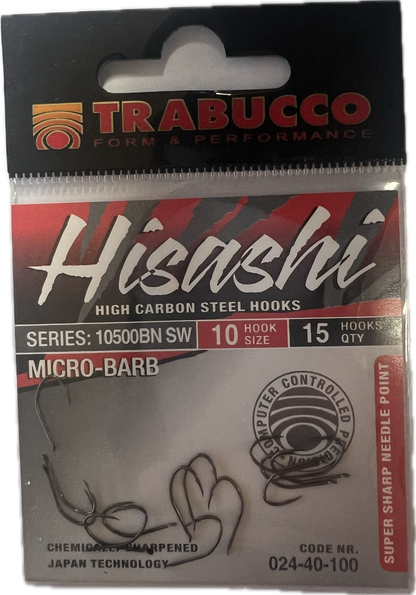 TRABUCCO
FORM & PERFORMANCE
Hisashi
HIGH CARBON STEEL HOOKS
SERIES: 10500BN SW
10 HOOK SIZE
15 HOOKS QTY
MICRO-BARB
COMPUTER CONTROLLED PRECISION
SUPER SHARP NEEDLE POINT
CHEMICALLY SHARPENED
JAPAN TECHNOLOGY
CODE NR.
024-40-100